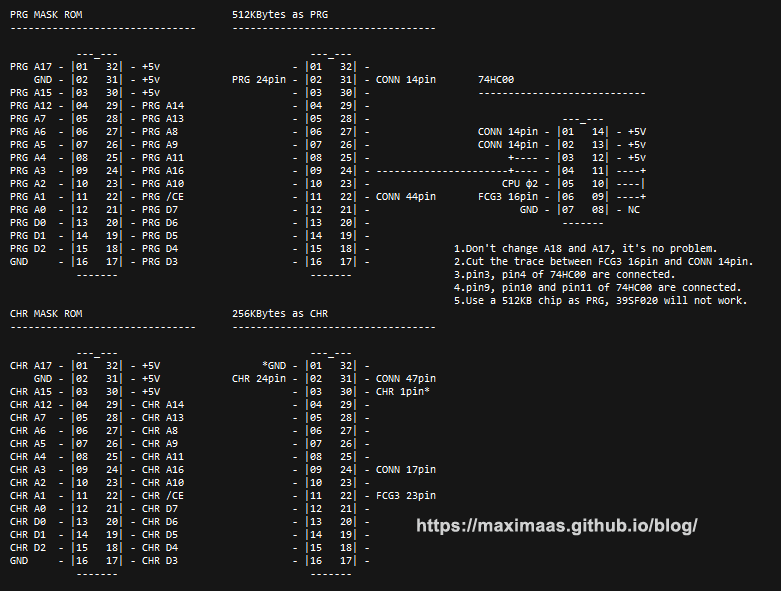 PRG MASK ROM                    512KBytes as PRG
-------------------------------      ----------------------------------
           ---_---                                ---_---
PRG A17 - |01   32| - +5v                       - |01   32| -
    GND - |02   31| - +5v            PRG 24pin - |02   31| - CONN 14pin       74HC00
PRG A15 - |03   30| - +5v                       - |03   30| -                 ----------------------------
PRG A12 - |04   29| - PRG A14                   - |04   29| -
PRG A7  - |05   28| - PRG A13                   - |05   28| -                               ---_---
PRG A6  - |06   27| - PRG A8                    - |06   27| -                 CONN 14pin - |01   14| - +5V
PRG A5  - |07   26| - PRG A9                    - |07   26| -                 CONN 14pin - |02   13| - +5v
PRG A4  - |08   25| - PRG A11                   - |08   25| -                      +---- - |03   12| - +5v
PRG A3  - |09   24| - PRG A16                   - |09   24| - ----------------------+----- - |04   11| ----+
PRG A2  - |10   23| - PRG A10                   - |10   23| -                     CPU ϕ2 - |05   10| ----|
PRG A1  - |11   22| - PRG /CE                   - |11   22| - CONN 44pin       FCG3 16pin - |06   09| ----+
PRG A0  - |12   21| - PRG D7                    - |12   21| -                        GND - |07   08| - NC
PRG D0  - |13   20| - PRG D6                    - |13   20| -                               -------
PRG D1  - |14   19| - PRG D5                    - |14   19| -
PRG D2  - |15   18| - PRG D4                    - |15   18| -             1.Don't change A18 and A17, it's no problem.
GND     - |16   17| - PRG D3                    - |16   17| -             2.Cut the trace between FCG3 16pin and CONN 14pin.
           -------                                -------                 3.pin3, pin4 of 74HC00 are connected.
4.pin9, pin10 and pin11 of 74HC00 are connected.
5.Use a 512KB chip as PRG, 39SF020 will not work.
CHR MASK ROM                    256KBytes as CHR
-------------------------------      ----------------------------------
           ---_---                                ---_---
CHR A17 - |01   32| - +5V                 *GND - |01   32| -
    GND - |02   31| - +5V            CHR 24pin - |02   31| - CONN 47pin
CHR A15 - |03   30| - +5V                       - |03   30| - CHR 1pin*
CHR A12 - |04   29| - CHR A14                   - |04   29| -
CHR A7  - |05   28| - CHR A13                   - |05   28| -
CHR A6  - |06   27| - CHR A8                    - |06   27| -
CHR A5  - |07   26| - CHR A9                    - |07   26| -
CHR A4  - |08   25| - CHR A11                   - |08   25| -
CHR A3  - |09   24| - CHR A16                   - |09   24| - CONN 17pin
CHR A2  - |10   23| - CHR A10                   - |10   23| -
CHR A1  - |11   22| - CHR /CE                   - |11   22| - FCG3 23pin
CHR A0  - |12   21| - CHR D7                    - |12   21| -
CHR D0  - |13   20| - CHR D6                    - |13   20| -
CHR D1  - |14   19| - CHR D5                    - |14   19| -
CHR D2  - |15   18| - CHR D4                    - |15   18| -
GND     - |16   17| - CHR D3                    - |16   17| -
           -------                                -------
https://maximaas.github.io/blog/